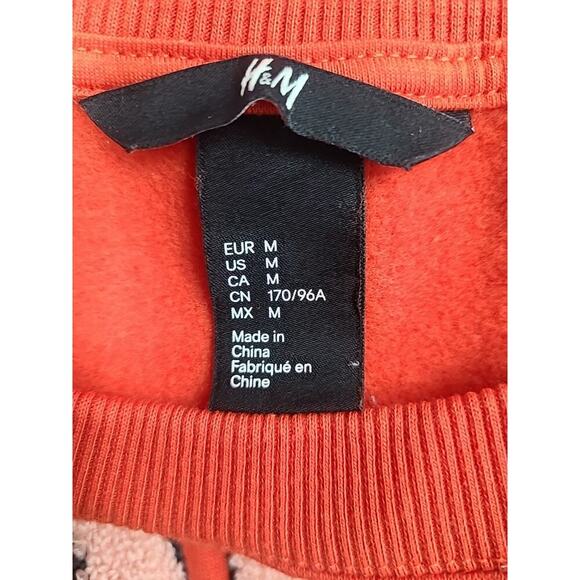 H&M
EUR M
US M
CA M
CN 170/96A
MX M
Made in
China
Fabriqué en
Chine